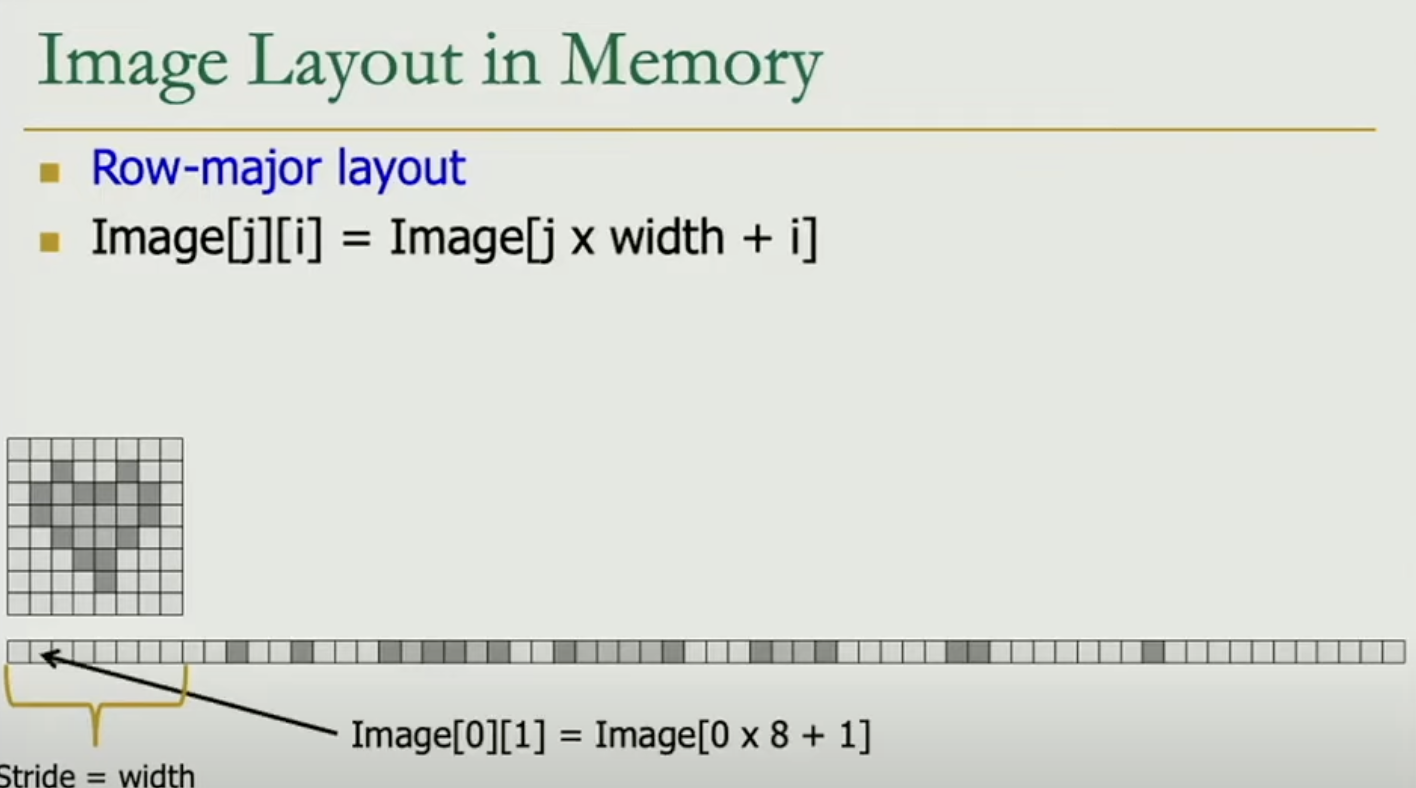 Image Layout in Memory
Row-major layout
Image[j][i] = Image[j x width + i]
Image[0][1] = Image[0 x 8 + 1]
Stride = width